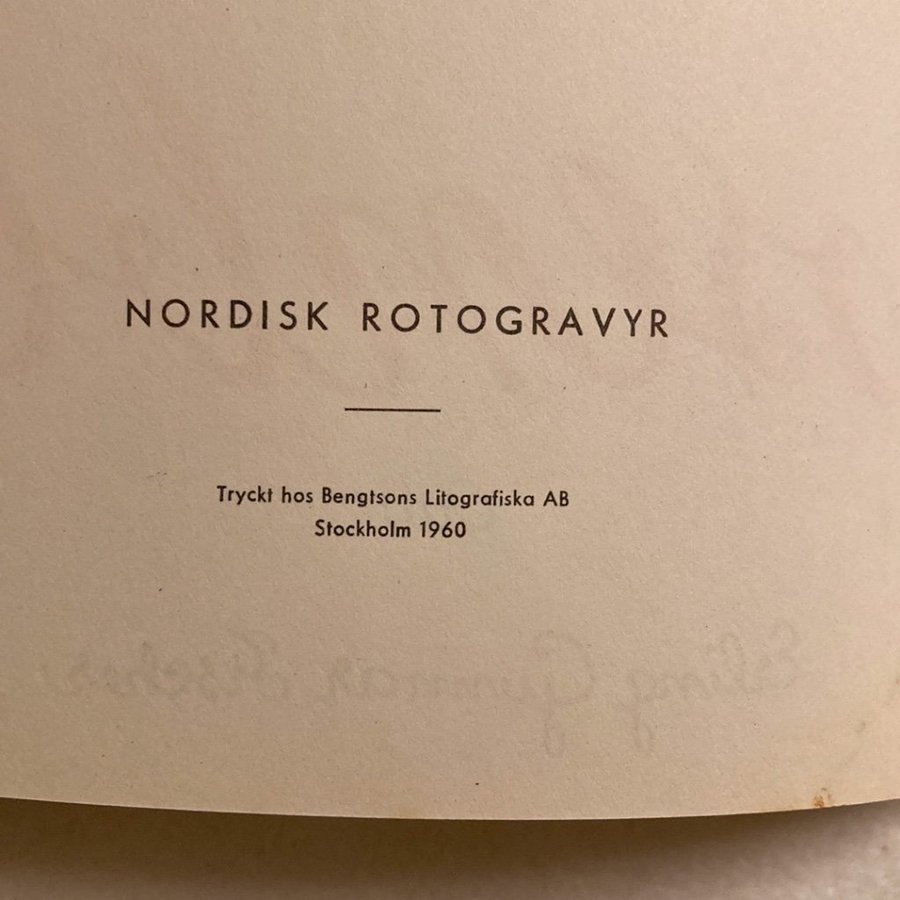 NORDISK ROTOGRAVYR
Tryckt hos Bengtsons Litografiska AB
Stockholm 1960